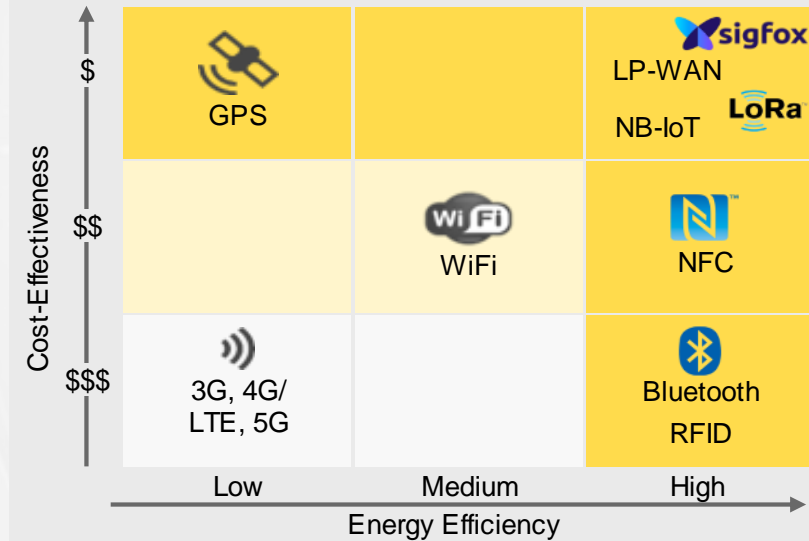 $
GPS
sigfox
LP-WAN
NB-IoT
LoRa
Cost-Effectiveness
$$
WiFi
WiFi
NFC
™
$$$
3G, 4G/
LTE, 5G
Bluetooth
RFID
Low
Medium
High
Energy Efficiency